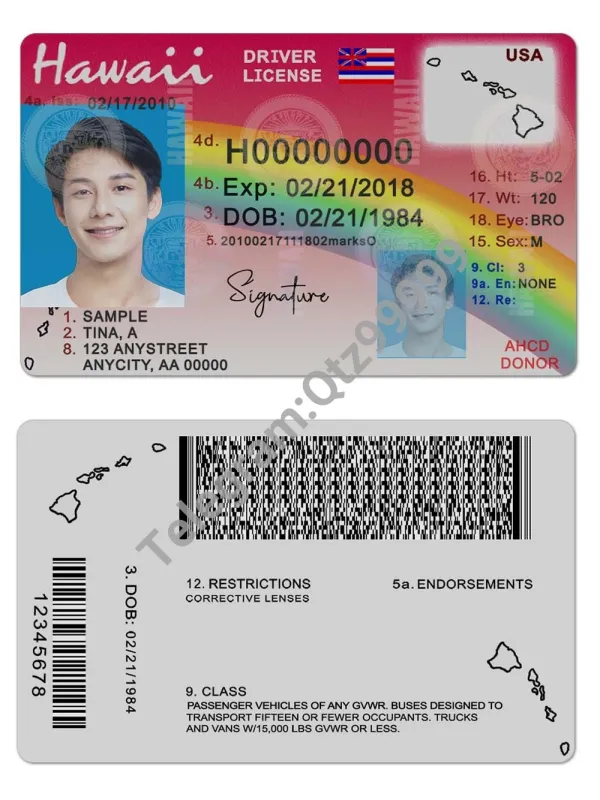 Hawaii
DRIVER
LICENSE
USA
4a. Iss: 02/17/2010
HAWAII
HAWAII
4d. H00000000
4b. Exp: 02/21/2018
3. DOB: 02/21/1984
5. 20100217111802marksO
16. Ht: 5-02
17. Wt: 120
18. Eye: BRO
15. Sex: M
9. Cl: 3
9a. En: NONE
12. Re:
Signature
1. SAMPLE
2. TINA, A
8. 123 ANYSTREET
ANYCITY, AA 00000
AHCD
DONOR
Telegram:
12345678
3. DOB: 02/21/1984
12. RESTRICTIONS
CORRECTIVE LENSES
5a. ENDORSEMENTS
9. CLASS
PASSENGER VEHICLES OF ANY GVWR. BUSES DESIGNED TO
TRANSPORT FIFTEEN OR FEWER OCCUPANTS. TRUCKS
AND VANS W/15,000 LBS GVWR OR LESS.